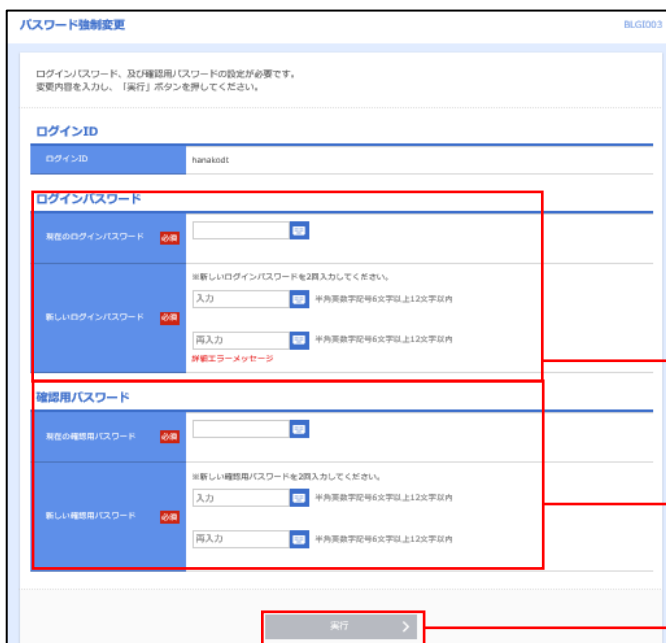 パスワード強制変更
BLGI003
ログインパスワード、及び確認用パスワードの設定が必要です。
変更内容を入力し、「実行」ボタンを押してください。
ログインID
ログインID
hanakodt
ログインパスワード
現在のログインパスワード 必須
※新しいログインパスワードを2回入力してください。
新しいログインパスワード 必須
入力 半角英数字記号6文字以上12文字以内
再入力 半角英数字記号6文字以上12文字以内
詳細エラーメッセージ
確認用パスワード
現在の確認用パスワード 必須
※新しい確認用パスワードを2回入力してください。
新しい確認用パスワード 必須
入力 半角英数字記号6文字以上12文字以内
再入力 半角英数字記号6文字以上12文字以内
実行